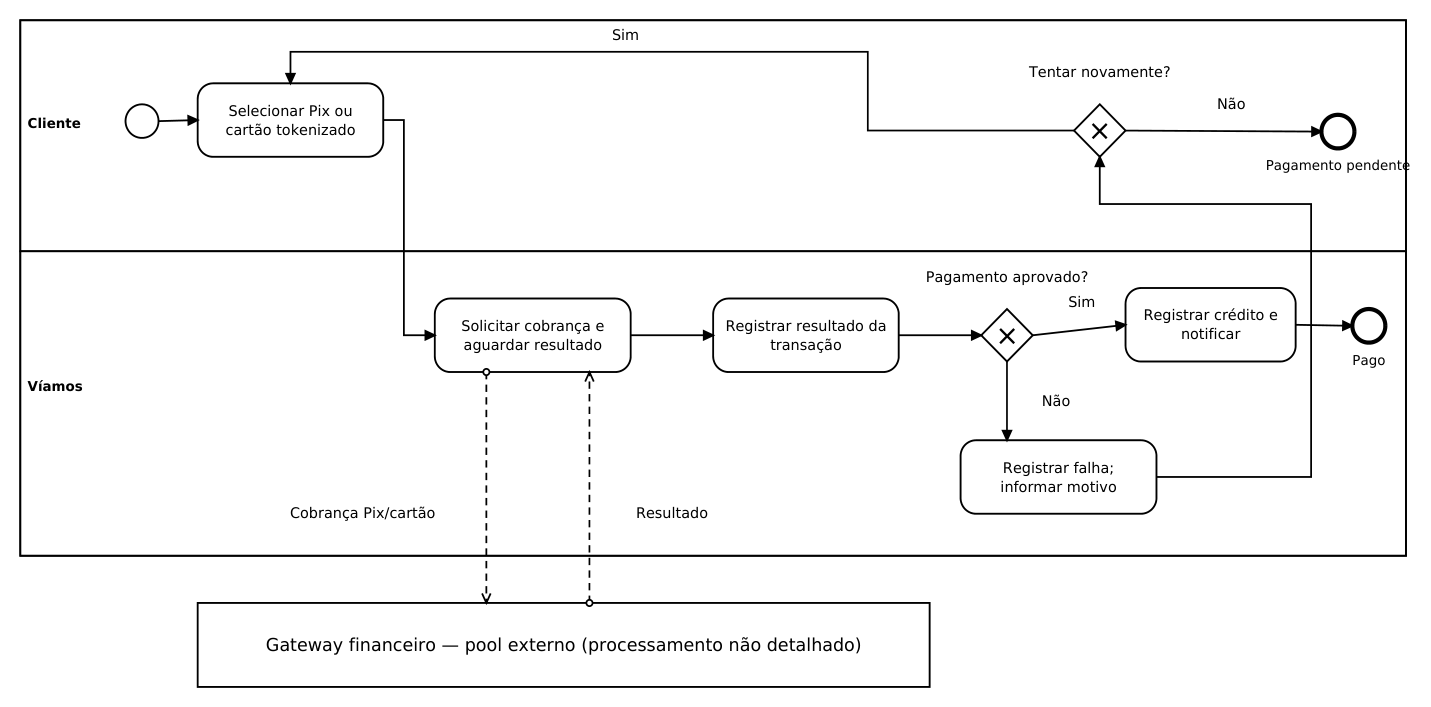 Sim
Tentar novamente?
Não
Cliente
Selecionar Pix ou
cartão tokenizado
Pagamento pendente
Pagamento aprovado?
Sim
Víamos
Solicitar cobrança e
aguardar resultado
Registrar resultado da
transação
Registrar crédito e
notificar
Pago
Não
Registrar falha;
informar motivo
Cobrança Pix/cartão
Resultado
Gateway financeiro — pool externo (processamento não detalhado)